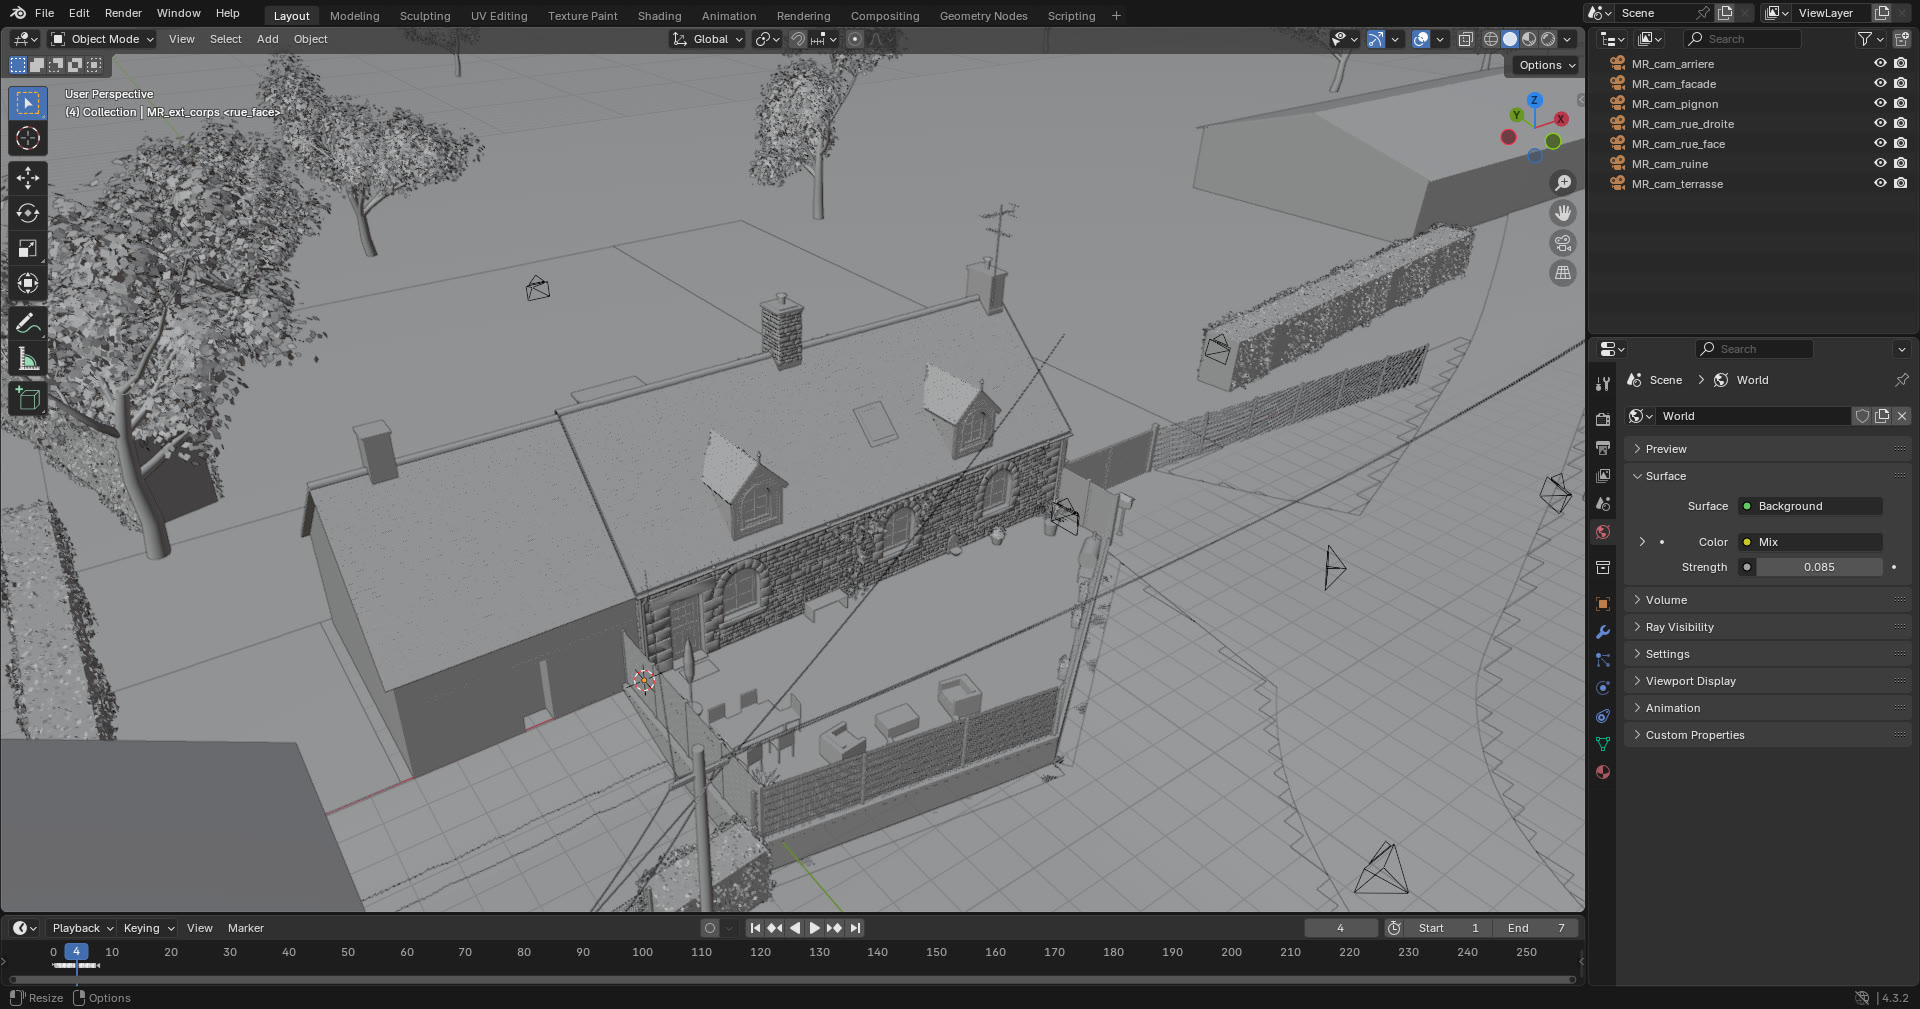 File Edit Render Window Help Layout Modeling Sculpting UV Editing Texture Paint Shading Animation Rendering Compositing Geometry Nodes Scripting + Scene ViewLayer
Object Mode View Select Add Object Global Search
Options
User Perspective
(4) Collection | MR_ext_corps <rue_face>
Z
Y
X
MR_cam_arriere
MR_cam_facade
MR_cam_pignon
MR_cam_rue_droite
MR_cam_rue_face
MR_cam_ruine
MR_cam_terrasse
Search
Scene > World
World
Preview
Surface
Surface Background
Color Mix
Strength 0.085
Volume
Ray Visibility
Settings
Viewport Display
Animation
Custom Properties
Playback Keying View Marker 4 Start 1 End 7
0 4 10 20 30 40 50 60 70 80 90 100 110 120 130 140 150 160 170 180 190 200 210 220 230 240 250
Resize Options 4.3.2